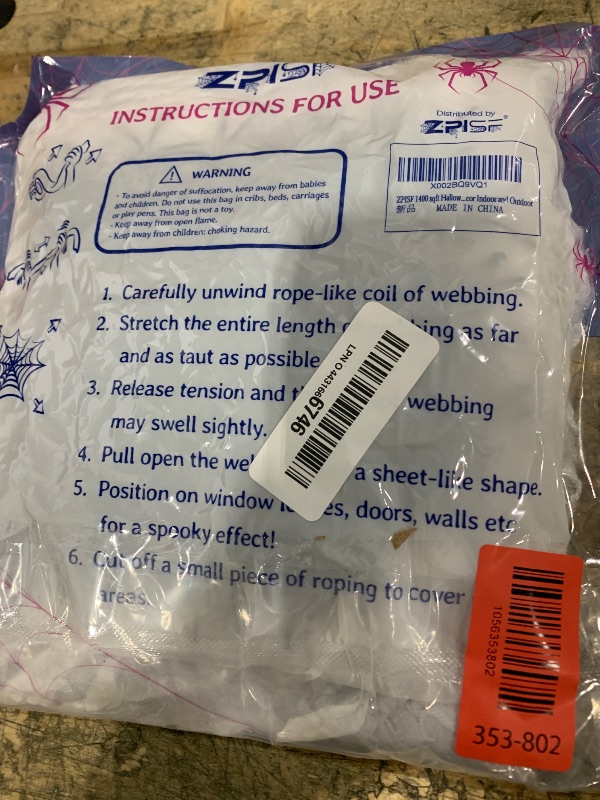 ZPISF
INSTRUCTIONS FOR USE
Distributed by
ZPISF
X002BQ9VQ1
ZPISF 1400 sqft Hallow...cor Indoor and Outdoor
新品 MADE IN CHINA
WARNING
- To avoid danger of suffocation, keep away from babies
and children. Do not use this bag in cribs, beds, carriages
or play pens. This bag is not a toy.
- Keep away from open flame.
- Keep away from children; choking hazard.
1. Carefully unwind rope-like coil of webbing.
2. Stretch the entire length as far
and as taut as possible
3. Release tension and webbing
may swell sightly.
4. Pull open the a sheet-like shape.
5. Position on window doors, walls etc
for a spooky effect!
6. Cut off a small piece of roping to cover
areas.
6746
1056353802
353-802